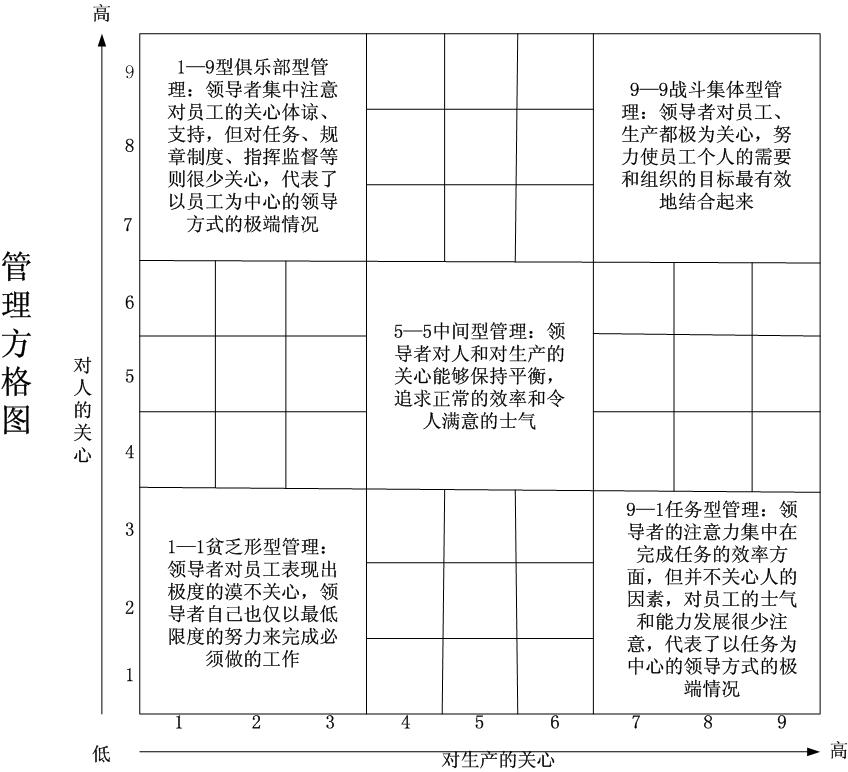 管理方格图
高
对人的关心
9
8
7
6
5
4
3
2
1
低
1—9型俱乐部型管
理：领导者集中注意
对员工的关心体谅、
支持，但对任务、规
章制度、指挥监督等
则很少关心，代表了
以员工为中心的领导
方式的极端情况
9—9战斗集体型管
理：领导者对员工、
生产都极为关心，努
力使员工个人的需要
和组织的目标最有效
地结合起来
5—5中间型管理：领
导者对人和对生产的
关心能够保持平衡，
追求正常的效率和令
人满意的士气
1—1贫乏形型管理：
领导者对员工表现出
极度的漠不关心，领
导者自己也仅以最低
限度的努力来完成必
须做的工作
9—1任务型管理：领
导者的注意力集中在
完成任务的效率方
面，但并不关心人的
因素，对员工的士气
和能力发展很少注
意，代表了以任务为
中心的领导方式的极
端情况
1 2 3 4 5 6 7 8 9
对生产的关心
高